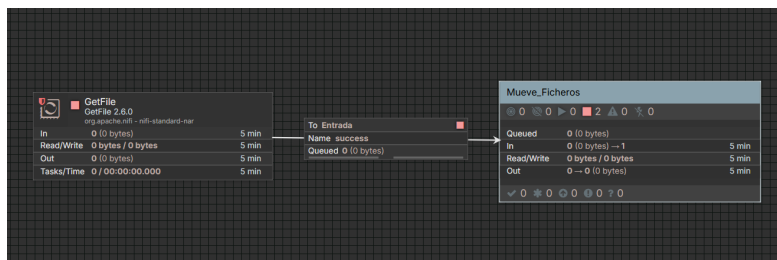 GetFile
GetFile 2.6.0
org.apache.nifi - nifi-standard-nar
In 0 (0 bytes) 5 min
Read/Write 0 bytes / 0 bytes 5 min
Out 0 (0 bytes) 5 min
Tasks/Time 0 / 00:00:00.000 5 min
To Entrada
Name success
Queued 0 (0 bytes)
Mueve_Ficheros
0 0 0 2 0 0
Queued 0 (0 bytes)
In 0 (0 bytes) → 1 5 min
Read/Write 0 bytes / 0 bytes 5 min
Out 0 → 0 (0 bytes) 5 min
0 0 0 0 ? 0